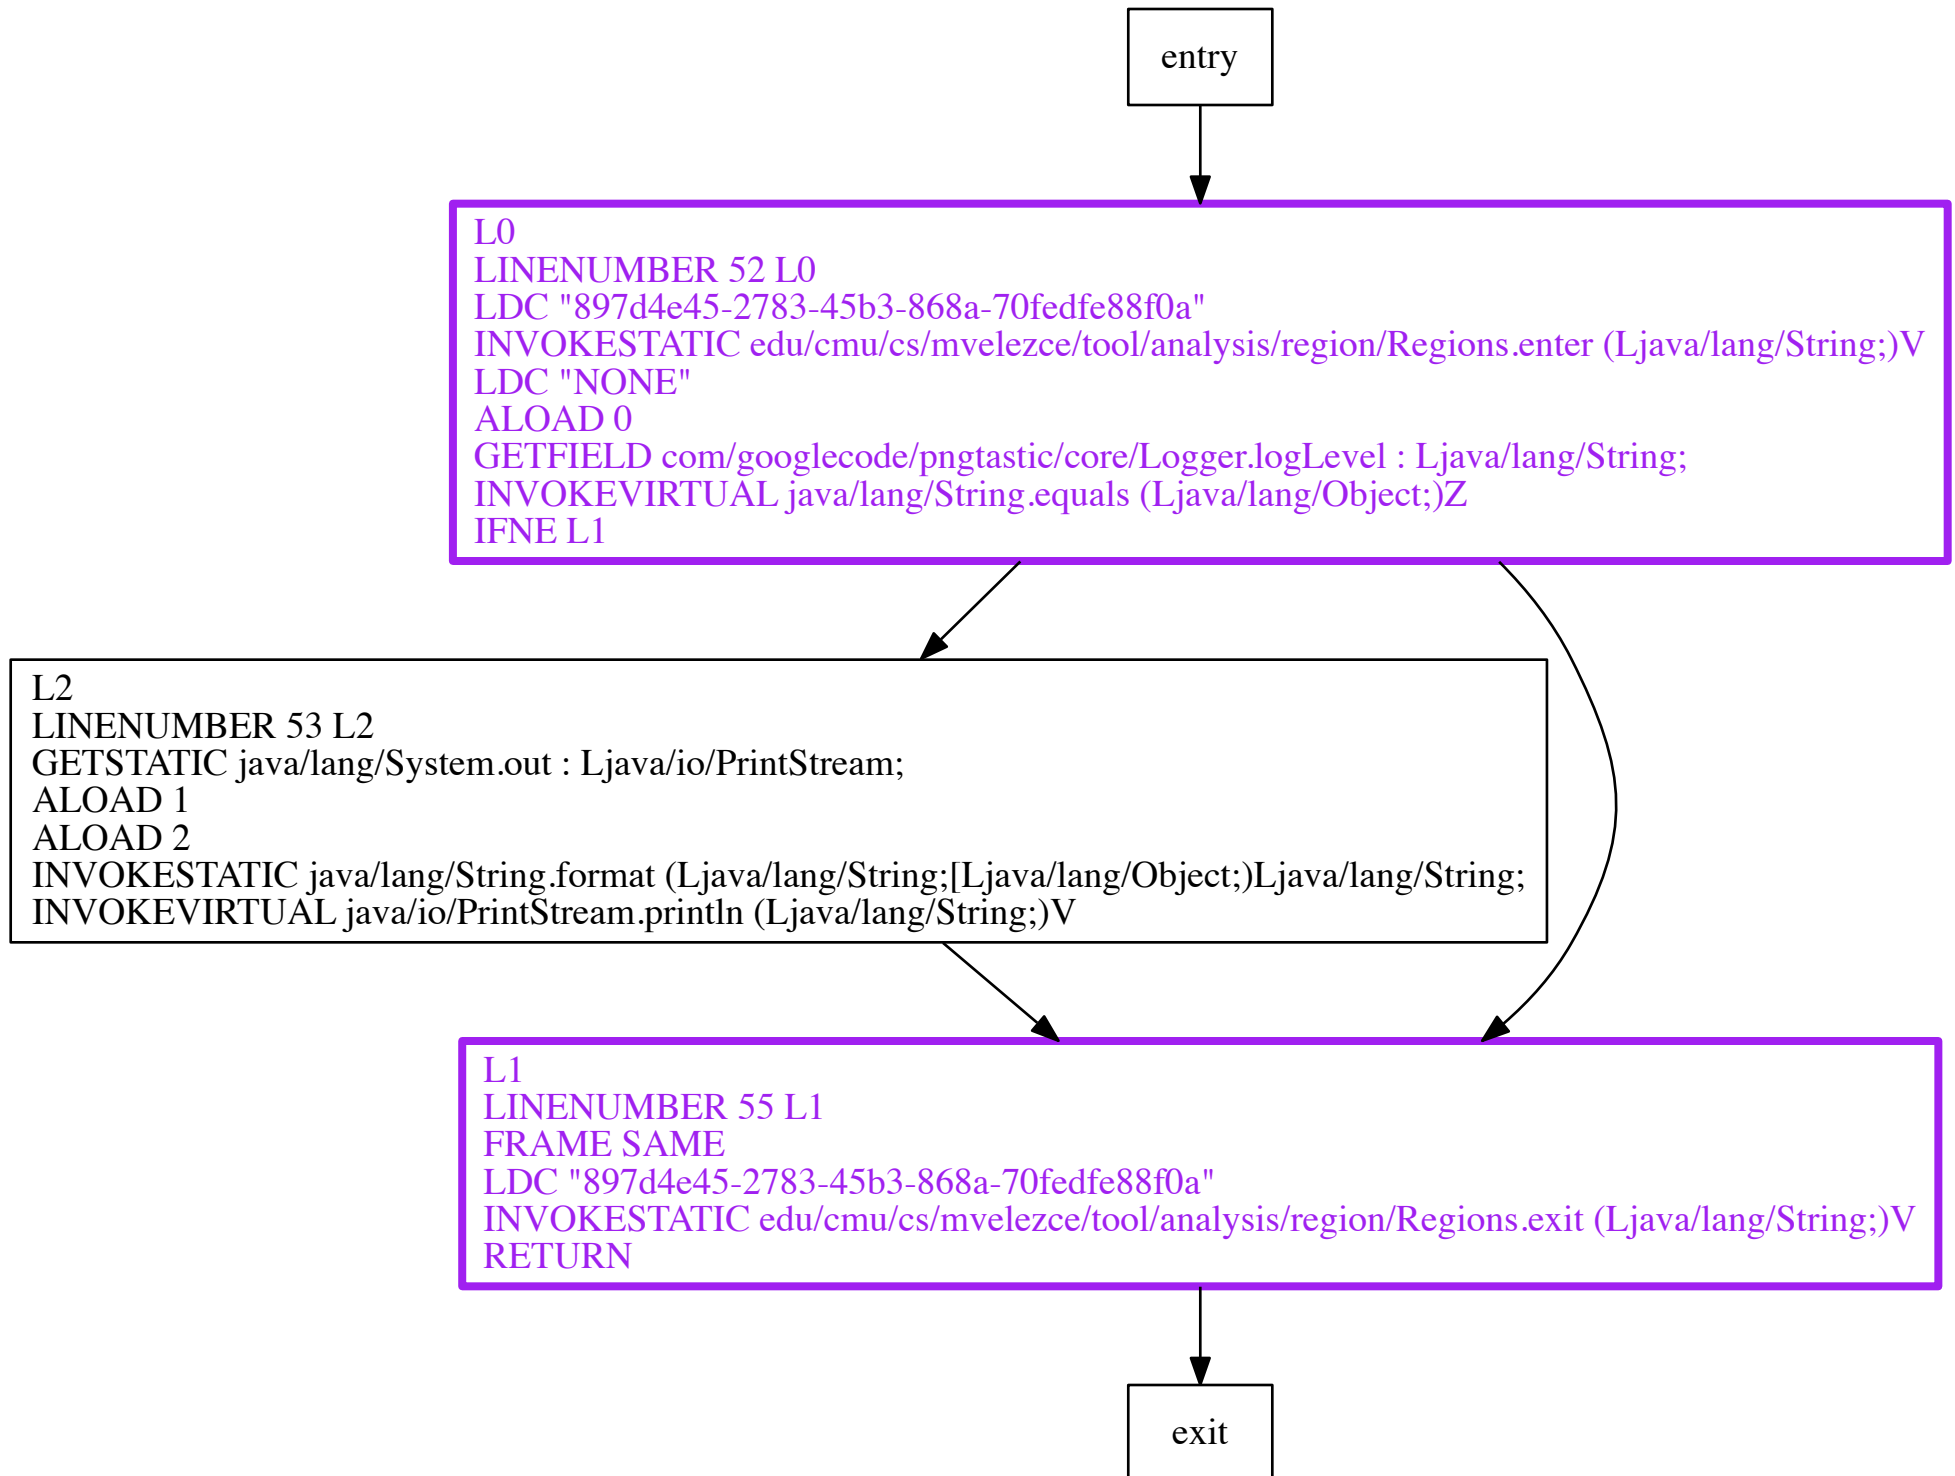 entry
L0
LINENUMBER 52 L0
LDC "897d4e45-2783-45b3-868a-70fedfe88f0a"
INVOKESTATIC edu/cmu/cs/mvelezce/tool/analysis/region/Regions.enter (Ljava/lang/String;)V
LDC "NONE"
ALOAD 0
GETFIELD com/googlecode/pngtastic/core/Logger.logLevel : Ljava/lang/String;
INVOKEVIRTUAL java/lang/String.equals (Ljava/lang/Object;)Z
IFNE L1
L2
LINENUMBER 53 L2
GETSTATIC java/lang/System.out : Ljava/io/PrintStream;
ALOAD 1
ALOAD 2
INVOKESTATIC java/lang/String.format (Ljava/lang/String;[Ljava/lang/Object;)Ljava/lang/String;
INVOKEVIRTUAL java/io/PrintStream.println (Ljava/lang/String;)V
L1
LINENUMBER 55 L1
FRAME SAME
LDC "897d4e45-2783-45b3-868a-70fedfe88f0a"
INVOKESTATIC edu/cmu/cs/mvelezce/tool/analysis/region/Regions.exit (Ljava/lang/String;)V
RETURN
exit